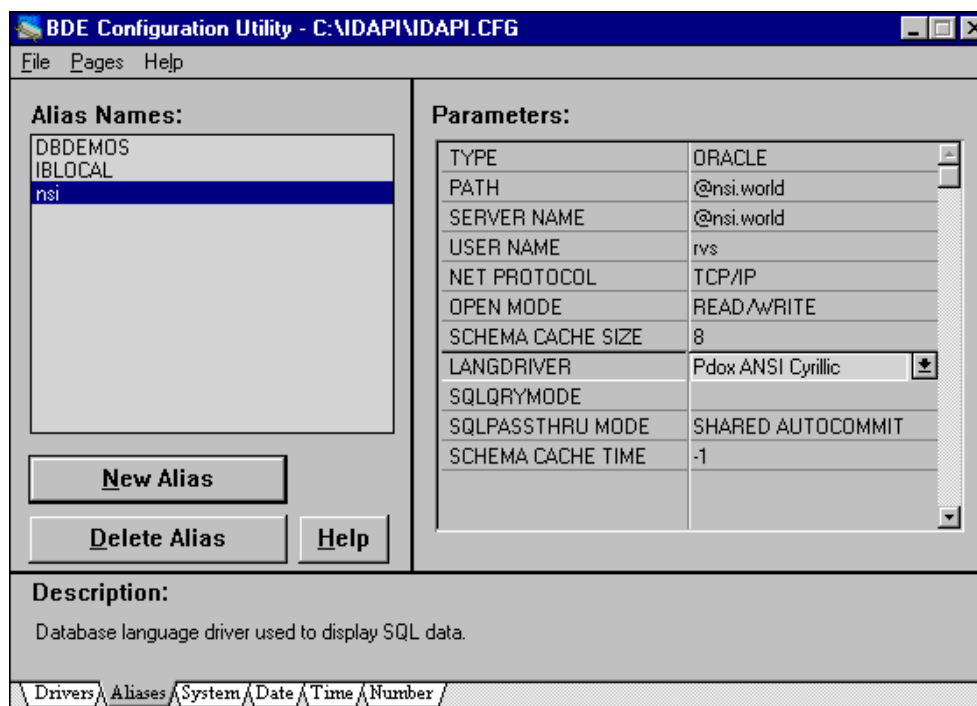 BDE Configuration Utility - C:\IDAPI\IDAPI.CFG
File Pages Help
Alias Names:
DBDEMOS
IBLOCAL
nsi
New Alias
Delete Alias Help
Parameters:
TYPE ORACLE
PATH @nsi.world
SERVER NAME @nsi.world
USER NAME rvs
NET PROTOCOL TCP/IP
OPEN MODE READ/WRITE
SCHEMA CACHE SIZE 8
LANGDRIVER Pdox ANSI Cyrillic
SQLQRYMODE
SQLPASSTHRU MODE SHARED AUTOCOMMIT
SCHEMA CACHE TIME -1
Description:
Database language driver used to display SQL data.
Drivers Aliases System Date Time Number